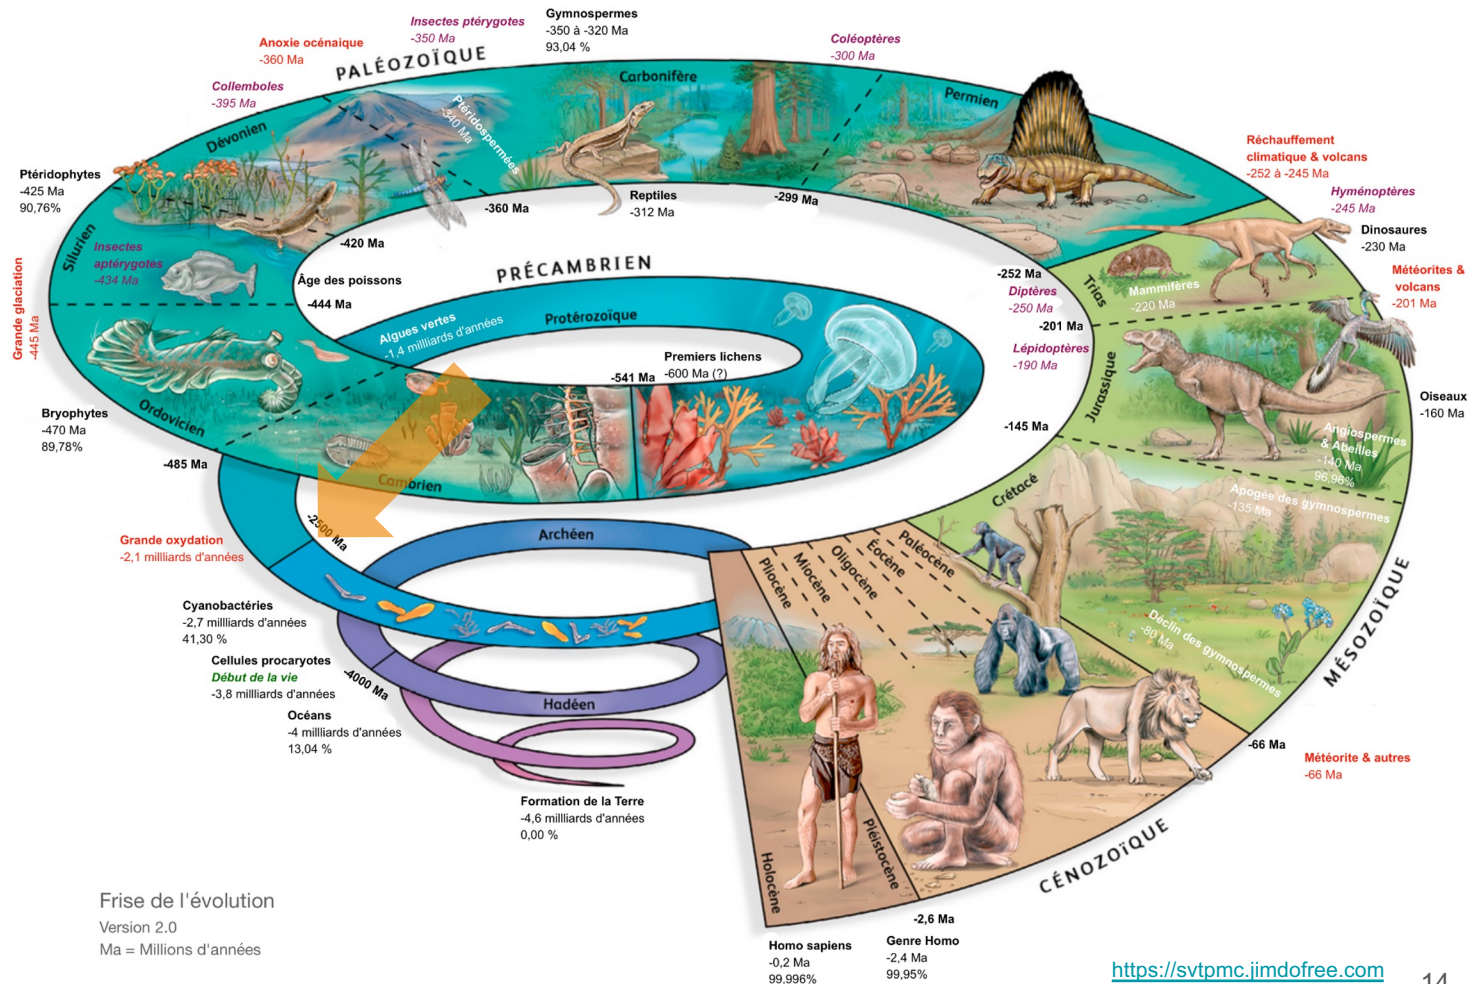 Insectes ptérygotes
-350 Ma
Gymnospermes
-350 à -320 Ma
93,04 %
Anoxie océnaique
-360 Ma
PALÉOZOÏQUE
Coléoptères
-300 Ma
Collemboles
-395 Ma
Carbonifère
Permien
Dévonien
Ptéridospermées
-340 Ma
Réchauffement
climatique & volcans
-252 à -245 Ma
Ptéridophytes
-425 Ma
90,76%
Hyménoptères
-245 Ma
Reptiles
-312 Ma
-299 Ma
-360 Ma
Dinosaures
-230 Ma
Silurien
Insectes
aptérygotes
-434 Ma
-420 Ma
PRÉCAMBRIEN
-252 Ma
Trias
Mammifères
-220 Ma
Météorites &
volcans
-201 Ma
Âge des poissons
-444 Ma
Diptères
-250 Ma
-201 Ma
Grande glaciation
-445 Ma
Algues vertes
-1,4 millliards d'années
Protérozoïque
Lépidoptères
-190 Ma
Jurassique
Premiers lichens
-600 Ma (?)
-541 Ma
Oiseaux
-160 Ma
Bryophytes
-470 Ma
89,78%
Ordovicien
-485 Ma
-145 Ma
Angiospermes
& Abeilles
-140 Ma
96,96%
Cambrien
Crétacé
Apogée des gymnospermes
-135 Ma
-2500 Ma
Grande oxydation
-2,1 millliards d'années
Archéen
Paléocène
Éocène
Oligocène
Miocène
Pliocène
MÉSOZOÏQUE
Cyanobactéries
-2,7 millliards d'années
41,30 %
Déclin des gymnospermes
-80 Ma
Cellules procaryotes
Début de la vie
-3,8 millliards d'années
-4000 Ma
Hadéen
Océans
-4 millliards d'années
13,04 %
-66 Ma
Météorite & autres
-66 Ma
Formation de la Terre
-4,6 millliards d'années
0,00 %
Pléistocène
Holocène
CÉNOZOÏQUE
Frise de l'évolution
Version 2.0
Ma = Millions d'années
-2,6 Ma
Homo sapiens
-0,2 Ma
99,996%
Genre Homo
-2,4 Ma
99,95%
https://svtpmc.jimdofree.com
14